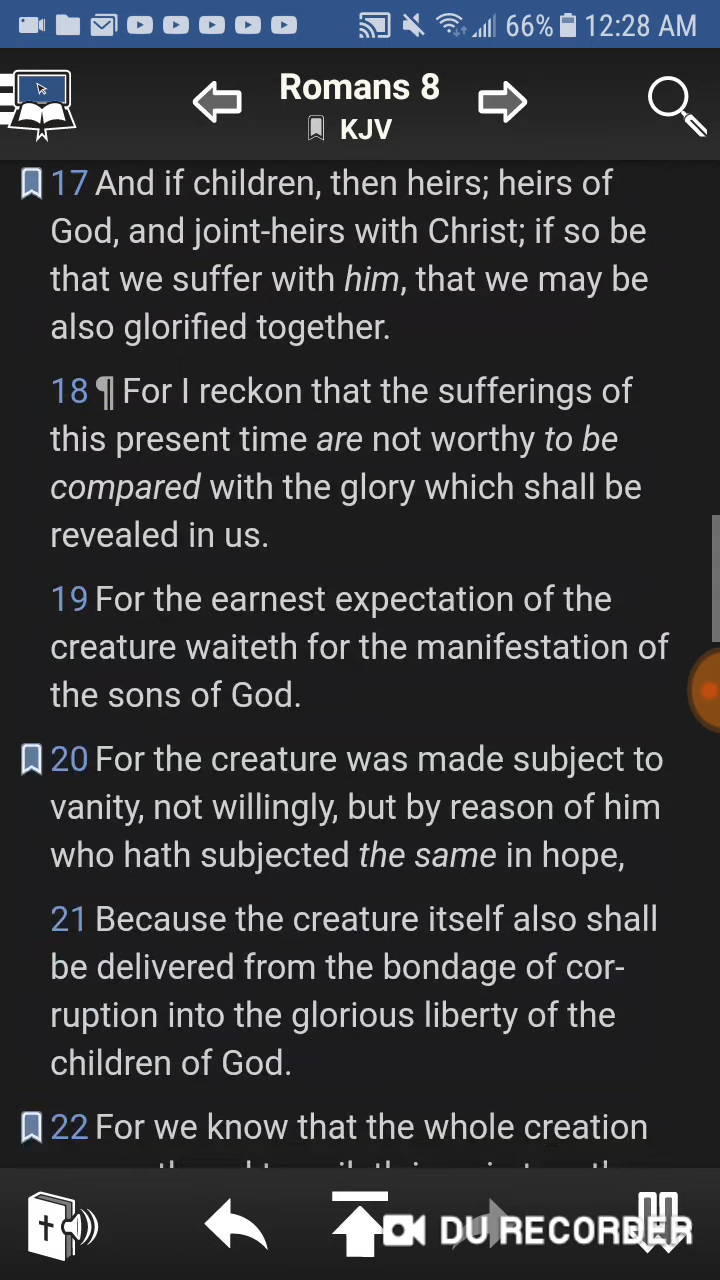 66% 12:28 AM
Romans 8
KJV
17 And if children, then heirs; heirs of
God, and joint-heirs with Christ; if so be
that we suffer with him, that we may be
also glorified together.
18 ¶ For I reckon that the sufferings of
this present time are not worthy to be
compared with the glory which shall be
revealed in us.
19 For the earnest expectation of the
creature waiteth for the manifestation of
the sons of God.
20 For the creature was made subject to
vanity, not willingly, but by reason of him
who hath subjected the same in hope,
21 Because the creature itself also shall
be delivered from the bondage of cor-
ruption into the glorious liberty of the
children of God.
22 For we know that the whole creation
DU RECORDER